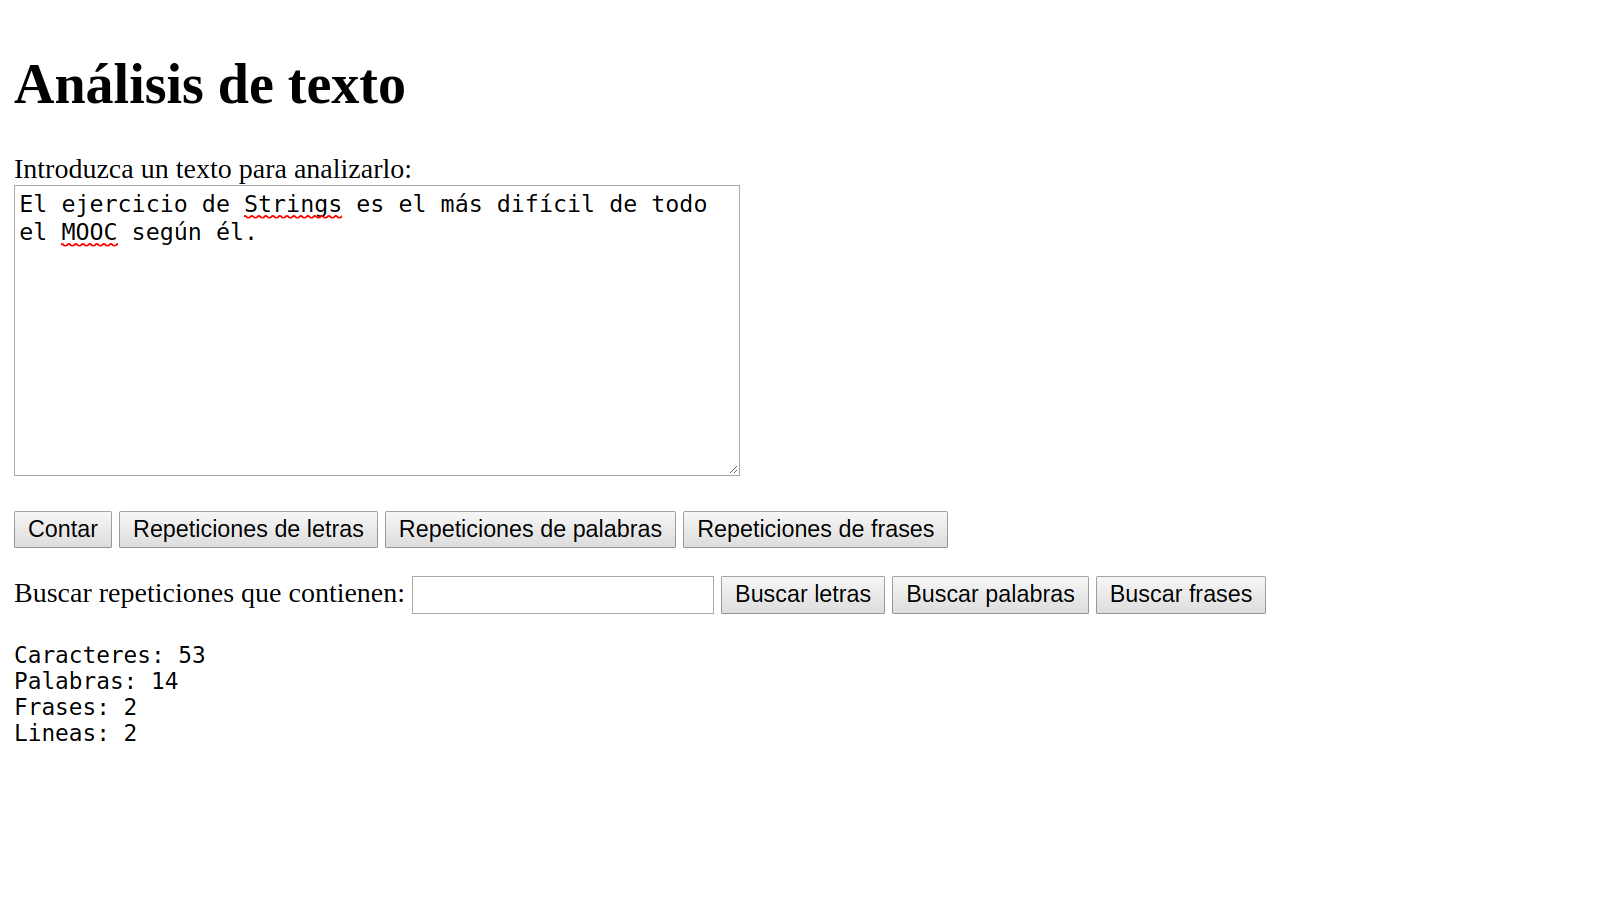 Análisis de texto
Introduzca un texto para analizarlo:
El ejercicio de Strings es el más difícil de todo
el MOOC según él.
Contar Repeticiones de letras Repeticiones de palabras Repeticiones de frases
Buscar repeticiones que contienen: Buscar letras Buscar palabras Buscar frases
Caracteres: 53
Palabras: 14
Frases: 2
Lineas: 2